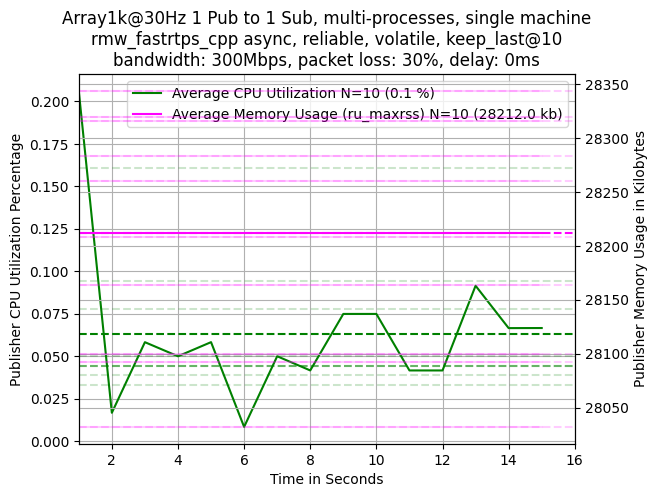 Array1k@30Hz 1 Pub to 1 Sub, multi-processes, single machine
rmw_fastrtps_cpp async, reliable, volatile, keep_last@10
bandwidth: 300Mbps, packet loss: 30%, delay: 0ms
Average CPU Utilization N=10 (0.1 %)
Average Memory Usage (ru_maxrss) N=10 (28212.0 kb)
Publisher CPU Utilization Percentage
0.200
0.175
0.150
0.125
0.100
0.075
0.050
0.025
0.000
28350
28300
28250
28200
28150
28100
28050
Publisher Memory Usage in Kilobytes
2 4 6 8 10 12 14 16
Time in Seconds